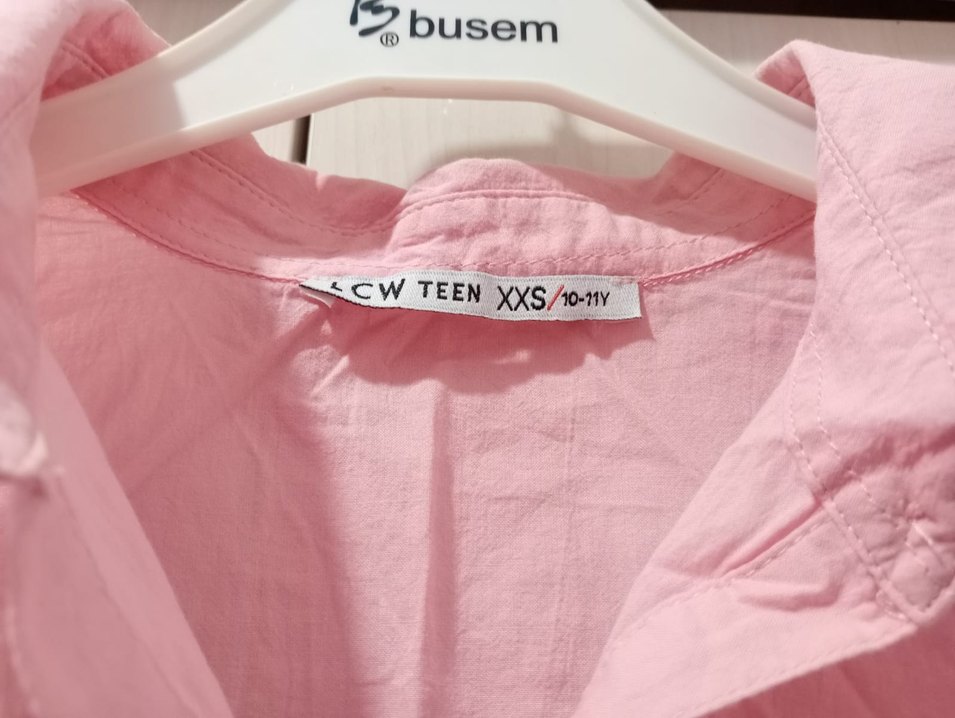 ® busem
LCW TEEN XXS/10-11Y